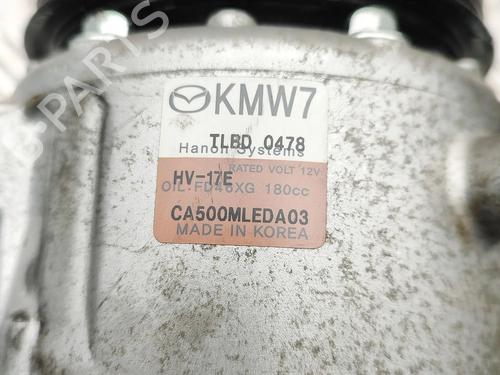 KMW7
TLBD 0478
Hanon Systems
RATED VOLT 12V
HV-17E
OIL:FD46XG 180cc
CA500MLEDA03
MADE IN KOREA
B-PARTS